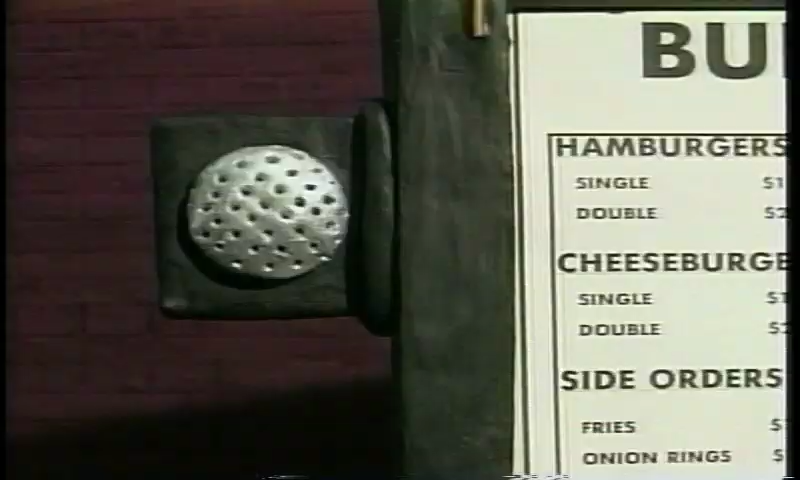 BU
HAMBURGERS
SINGLE $1
DOUBLE $2
CHEESEBURGE
SINGLE $1
DOUBLE $2
SIDE ORDERS
FRIES $
ONION RINGS $